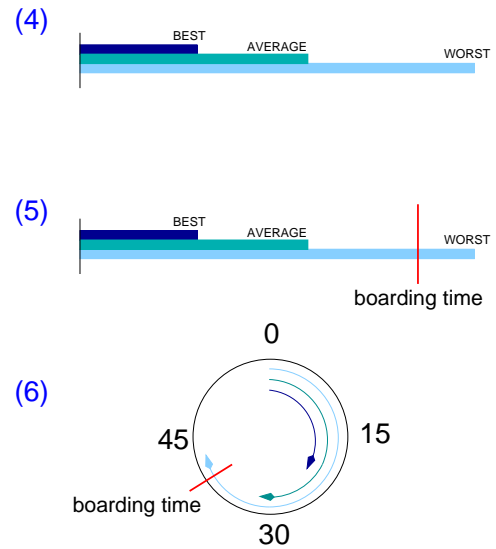 (4)
BEST
AVERAGE
WORST
(5)
BEST
AVERAGE
WORST
boarding time
(6)
0
45
15
boarding time
30